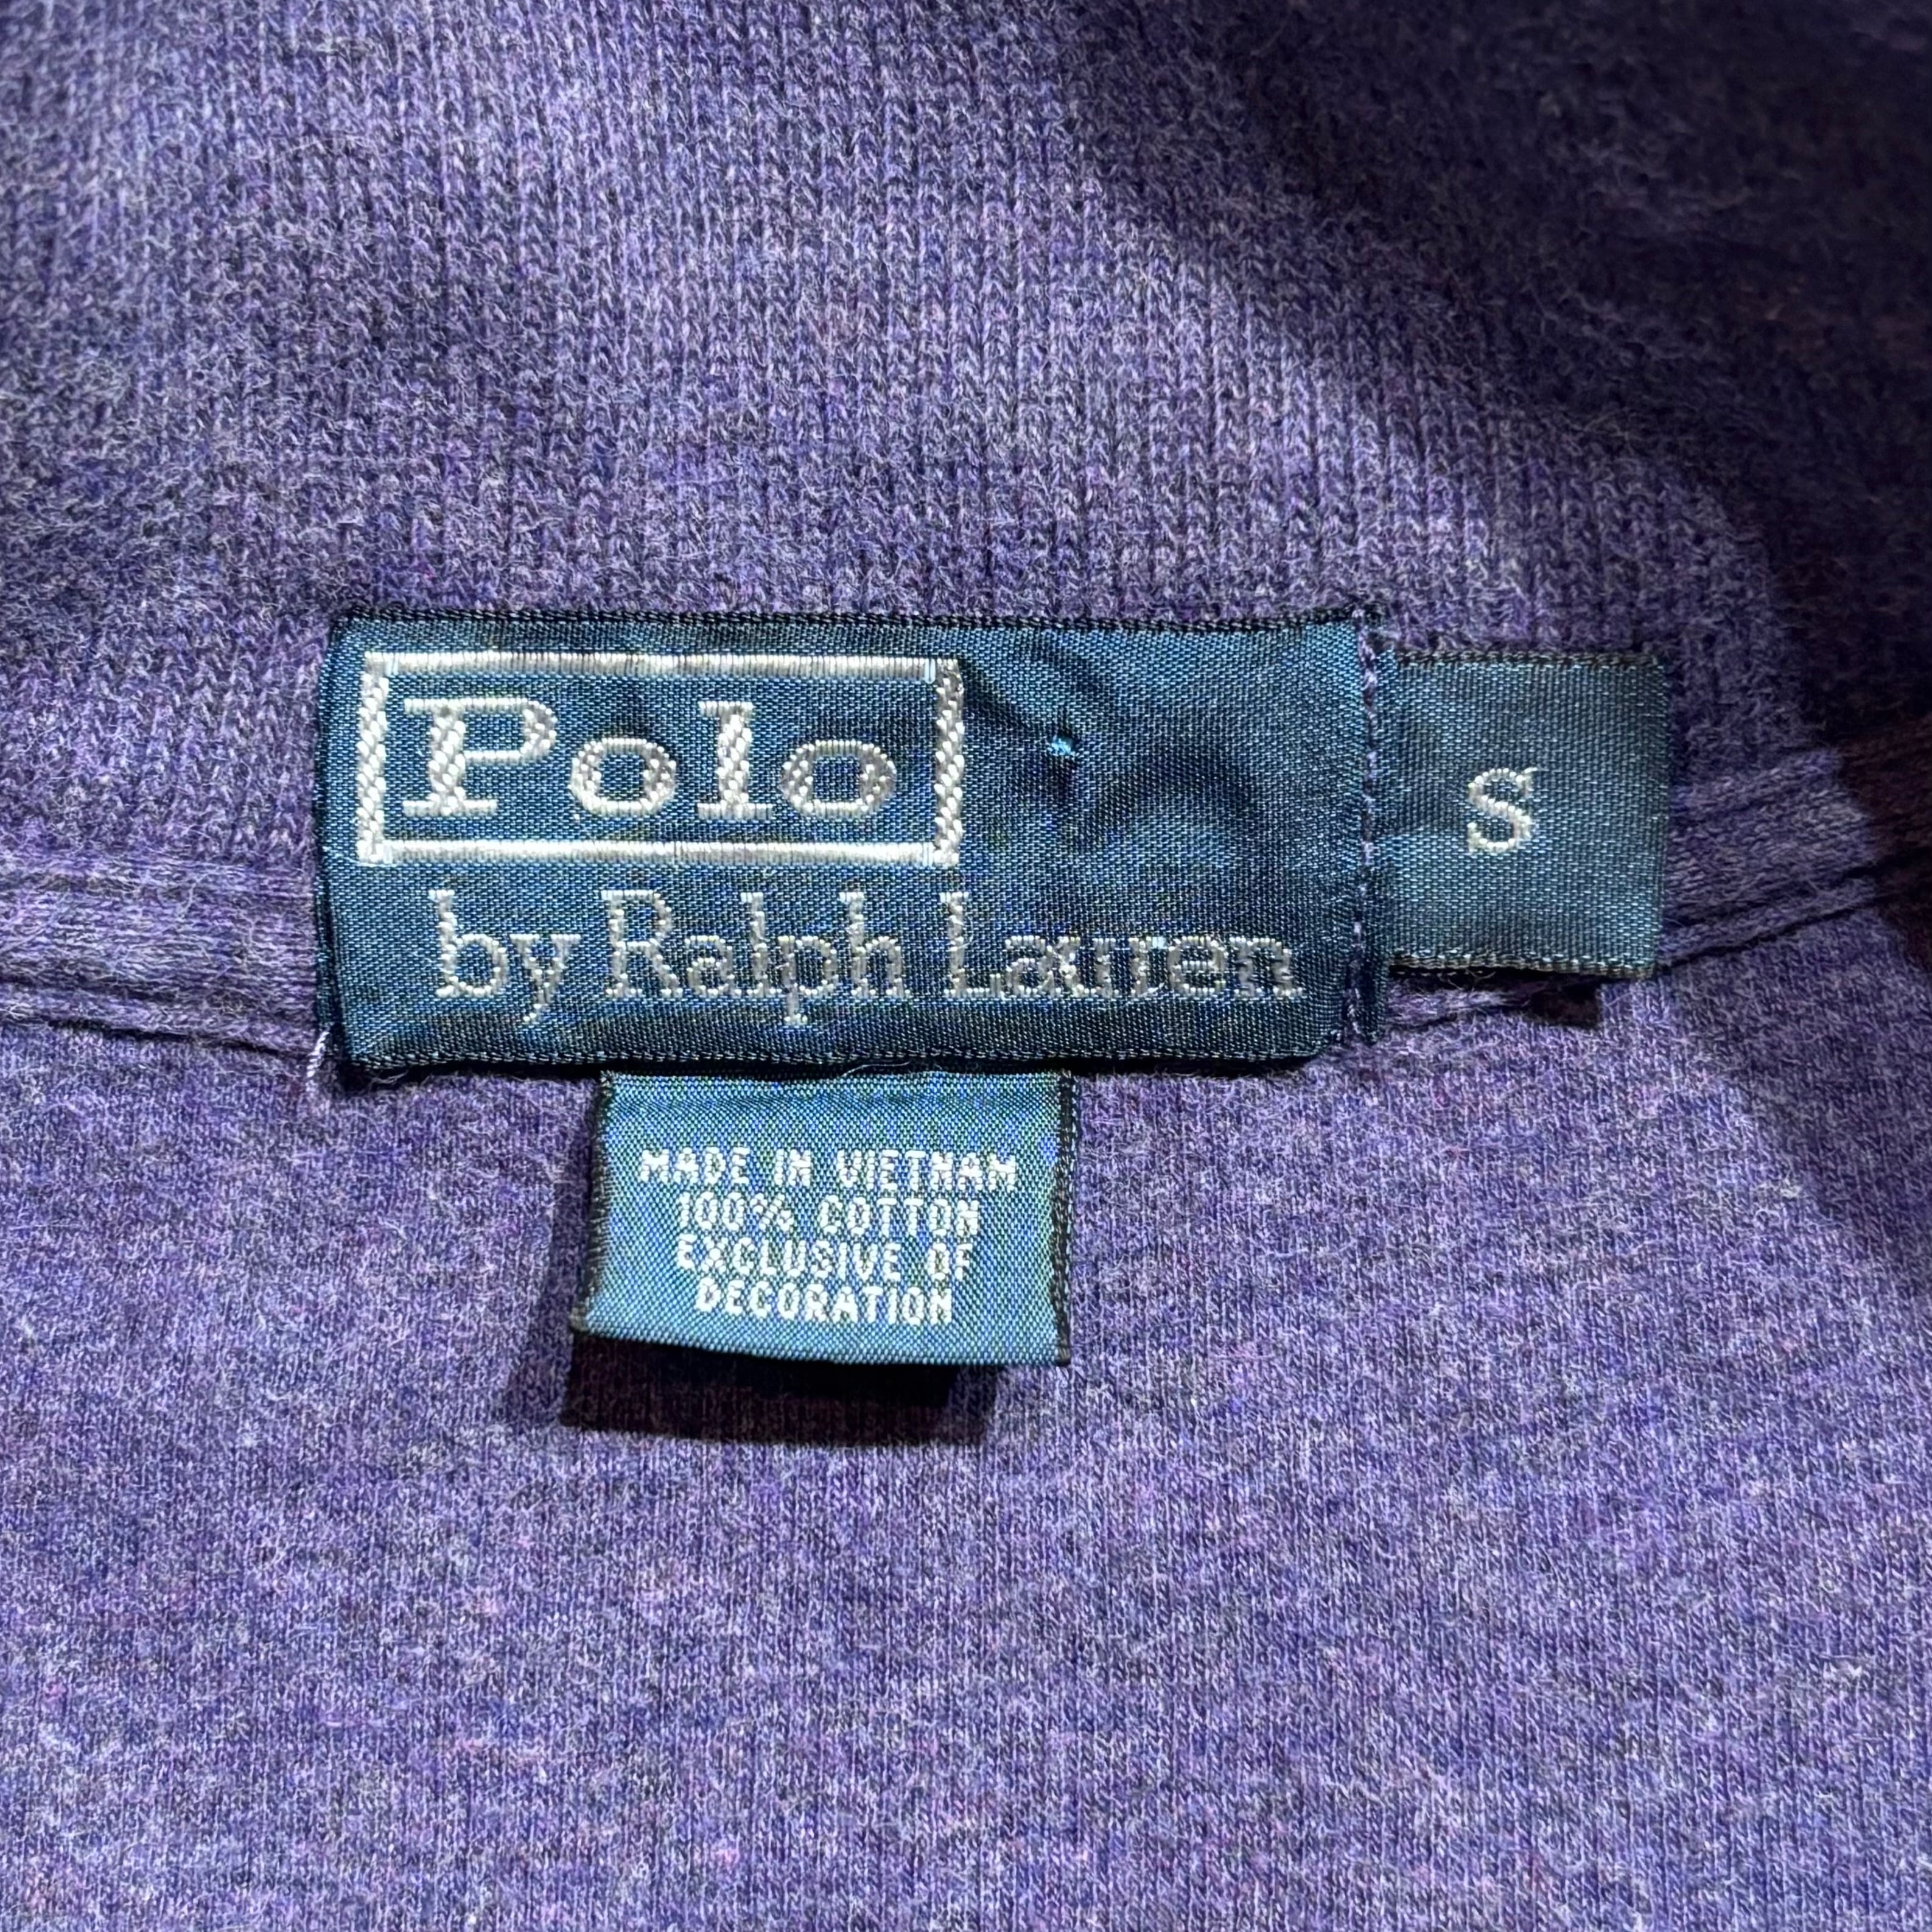 Polo
by Ralph Lauren
S
MADE IN VIETNAM
100% COTTON
EXCLUSIVE OF
DECORATION